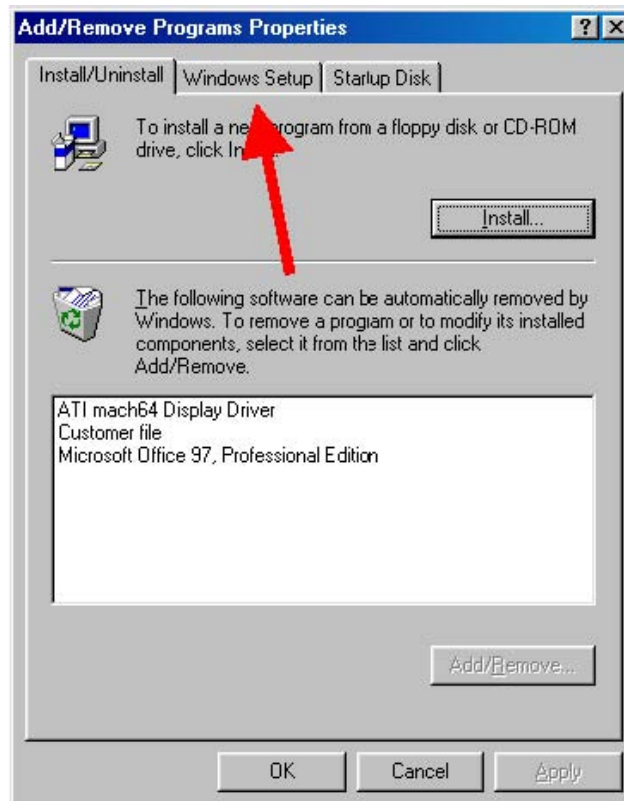 Add/Remove Programs Properties
Install/Uninstall Windows Setup Startup Disk
To install a new program from a floppy disk or CD-ROM
drive, click In
Install...
The following software can be automatically removed by
Windows. To remove a program or to modify its installed
components, select it from the list and click
Add/Remove.
ATI mach64 Display Driver
Customer file
Microsoft Office 97, Professional Edition
Add/Remove...
OK Cancel Apply